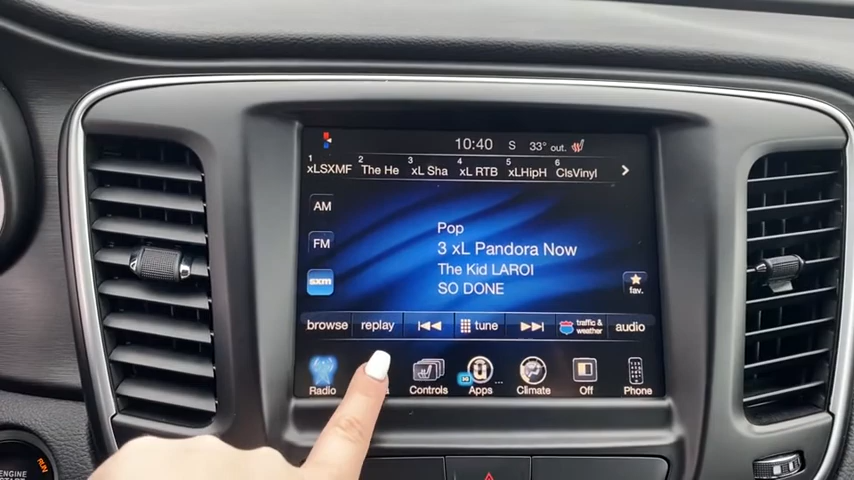 10:40 S 33° out.
1 xLSXMF 2 The He 3 xL Sha 4 xL RTB 5 xLHipH 6 ClsVinyl
AM
FM
sxm
Pop
3 xL Pandora Now
The Kid LAROI
SO DONE
fav.
browse replay tune traffic & weather audio
Radio Controls Apps Climate Off Phone
ENGINE
RUN